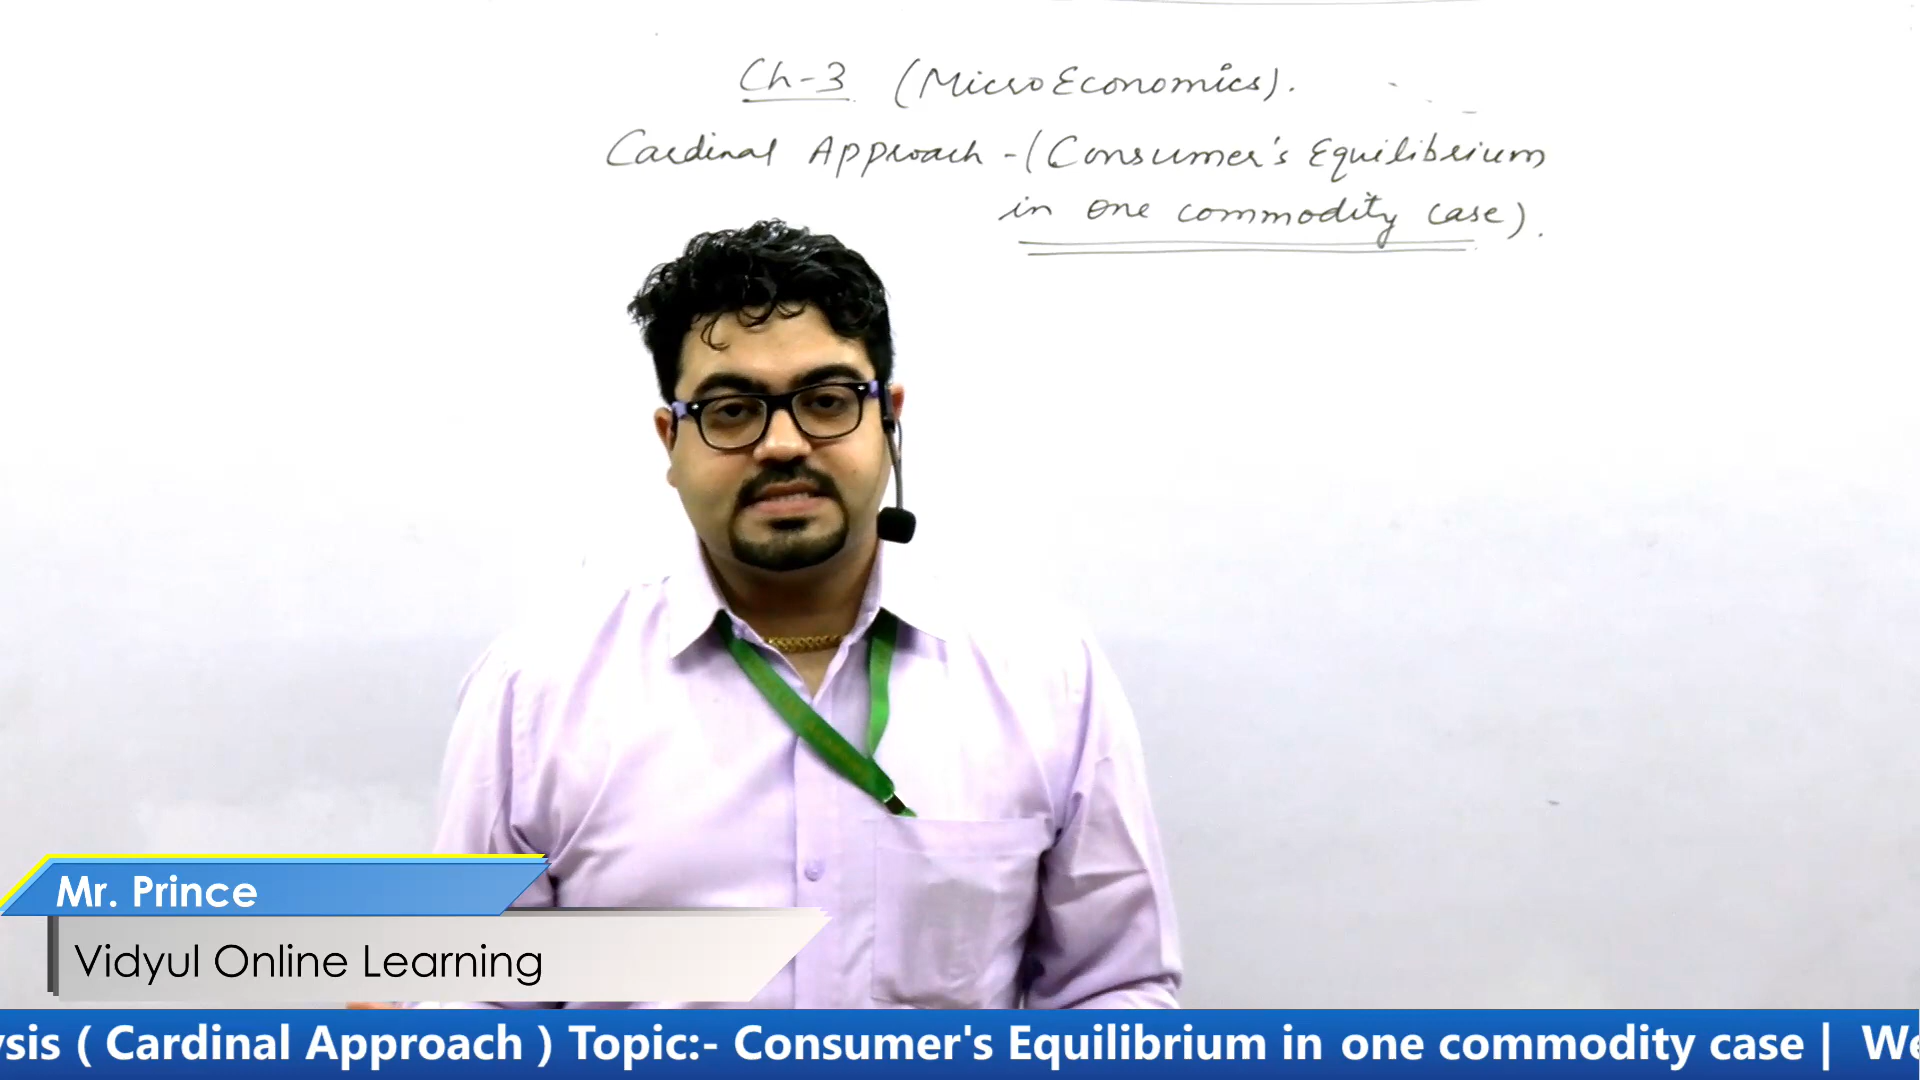 Ch-3 (MicroEconomics).
Cardinal Approach - (Consumer's Equilibrium
in one commodity case).
Mr. Prince
Vidyul Online Learning
ysis ( Cardinal Approach ) Topic:- Consumer's Equilibrium in one commodity case | We